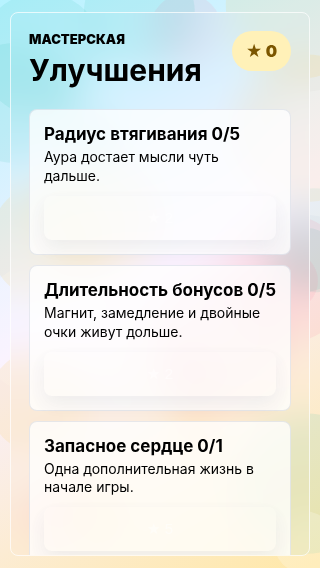 МАСТЕРСКАЯ
Улучшения
★ 0
Радиус втягивания 0/5
Аура достает мысли чуть
дальше.
Длительность бонусов 0/5
Магнит, замедление и двойные
очки живут дольше.
Запасное сердце 0/1
Одна дополнительная жизнь в
начале игры.